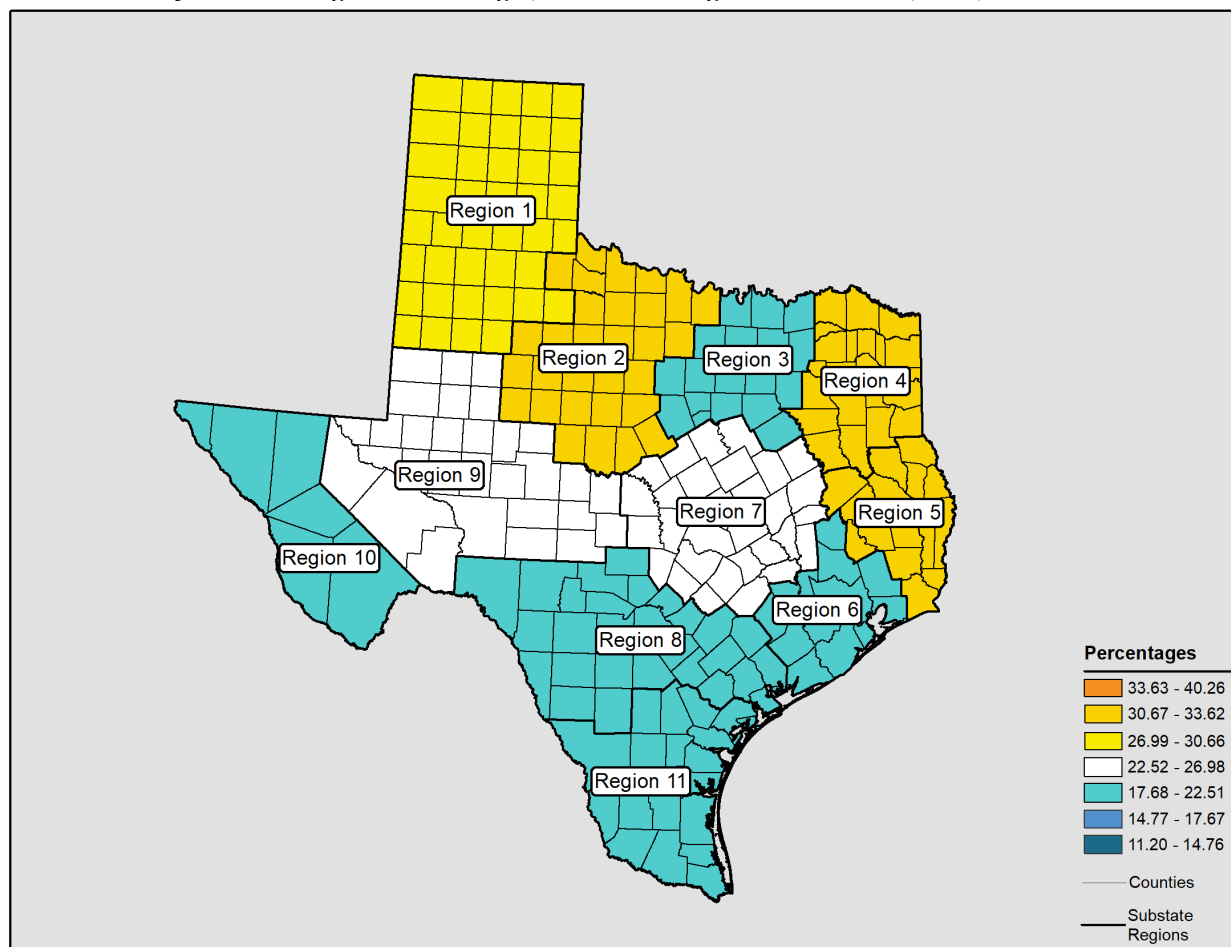 Region 1
Region 2
Region 3
Region 4
Region 9
Region 7
Region 5
Region 10
Region 6
Region 8
Region 11
Percentages
33.63 - 40.26
30.67 - 33.62
26.99 - 30.66
22.52 - 26.98
17.68 - 22.51
14.77 - 17.67
11.20 - 14.76
Counties
Substate
Regions